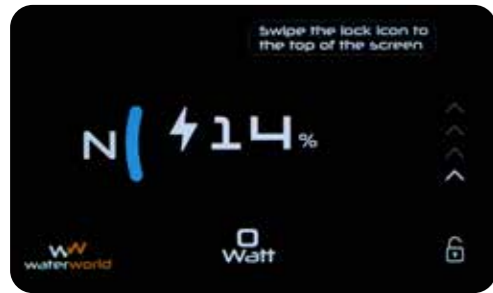 Swipe the lock icon to
the top of the screen
N
14%
0
Watt
W
waterworld